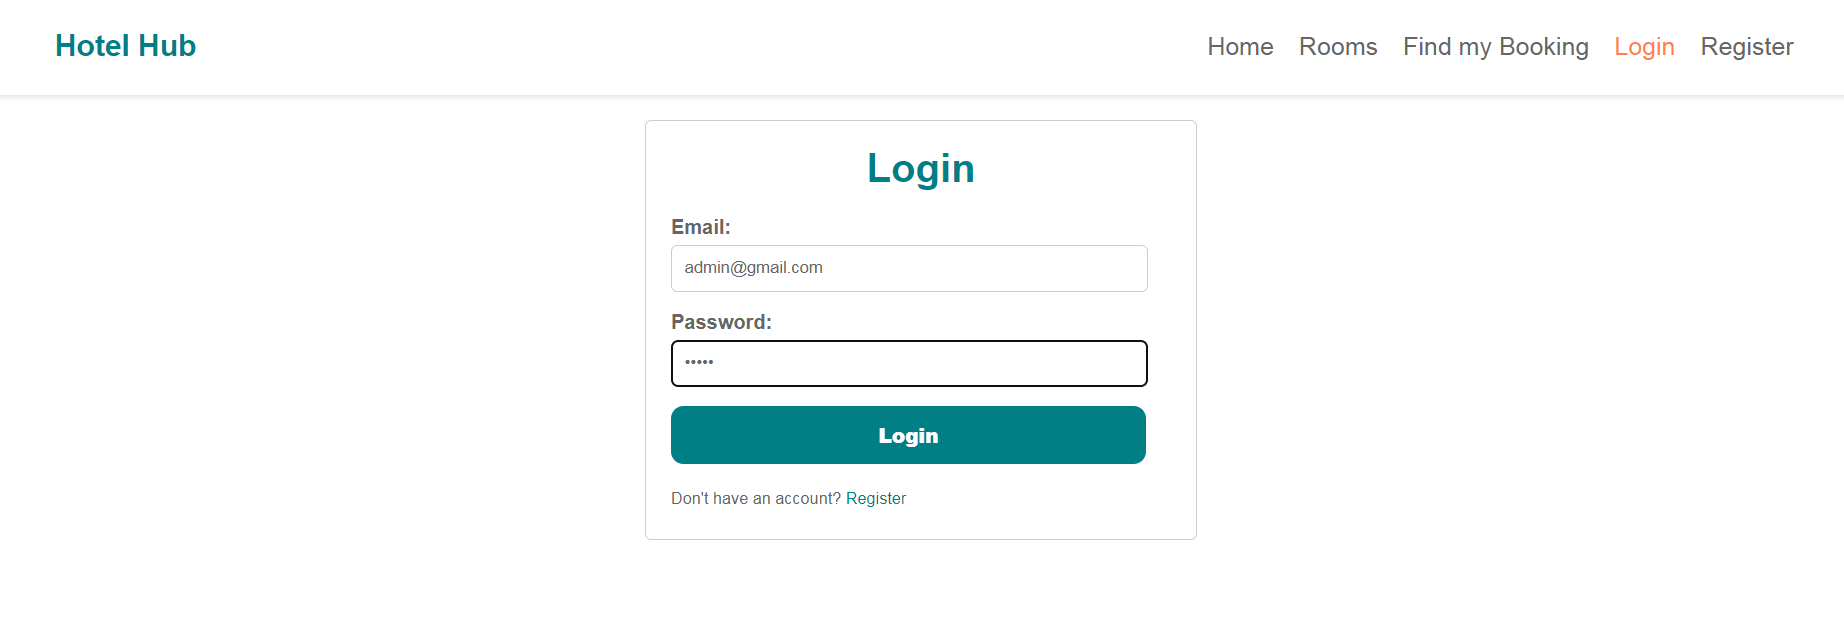 Hotel Hub
Home Rooms Find my Booking Login Register
Login
Email:
admin@gmail.com
Password:
•••••
Login
Don't have an account? Register